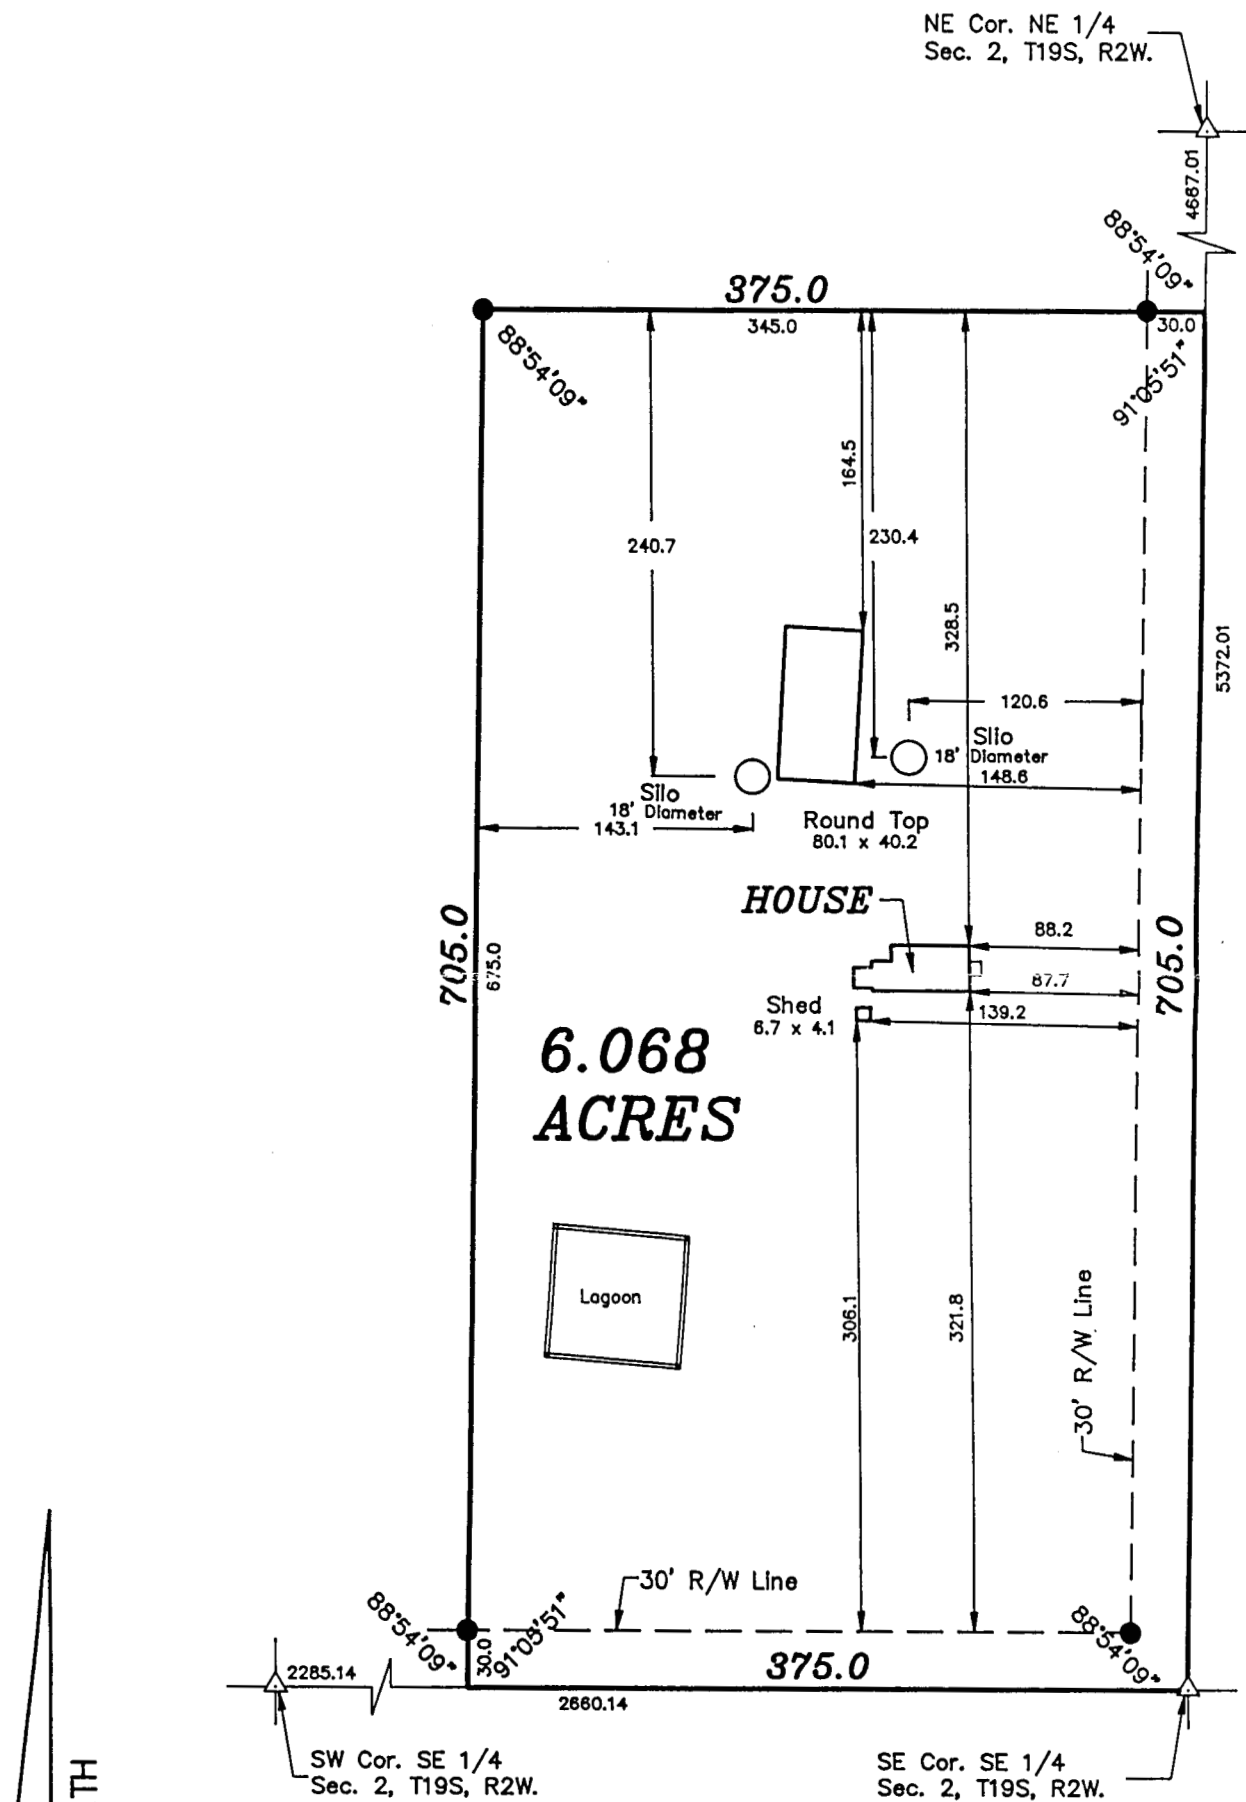 NE Cor. NE 1/4
Sec. 2, T19S, R2W.
4667.01
88°54'09"
375.0
345.0
30.0
88°54'09"
91°05'51"
164.5
240.7
230.4
328.5
5372.01
120.6
Silo
18' Diameter
148.6
Silo
18' Diameter
143.1
Round Top
80.1 x 40.2
HOUSE
88.2
705.0
675.0
87.7
705.0
Shed
6.7 x 4.1
139.2
6.068
ACRES
Lagoon
306.1
321.8
30' R/W Line
30' R/W Line
88°54'09"
91°05'51"
88°54'09"
30.0
375.0
2285.14
2660.14
SW Cor. SE 1/4
Sec. 2, T19S, R2W.
SE Cor. SE 1/4
Sec. 2, T19S, R2W.
TH